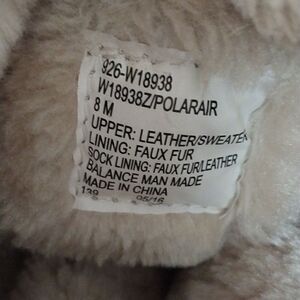 926-W18938
W18938Z/POLARAIR
8 M
UPPER: LEATHER/SWEATER
LINING: FAUX FUR
SOCK LINING: FAUX FUR/LEATHER
BALANCE MAN MADE
MADE IN CHINA
139 05/16